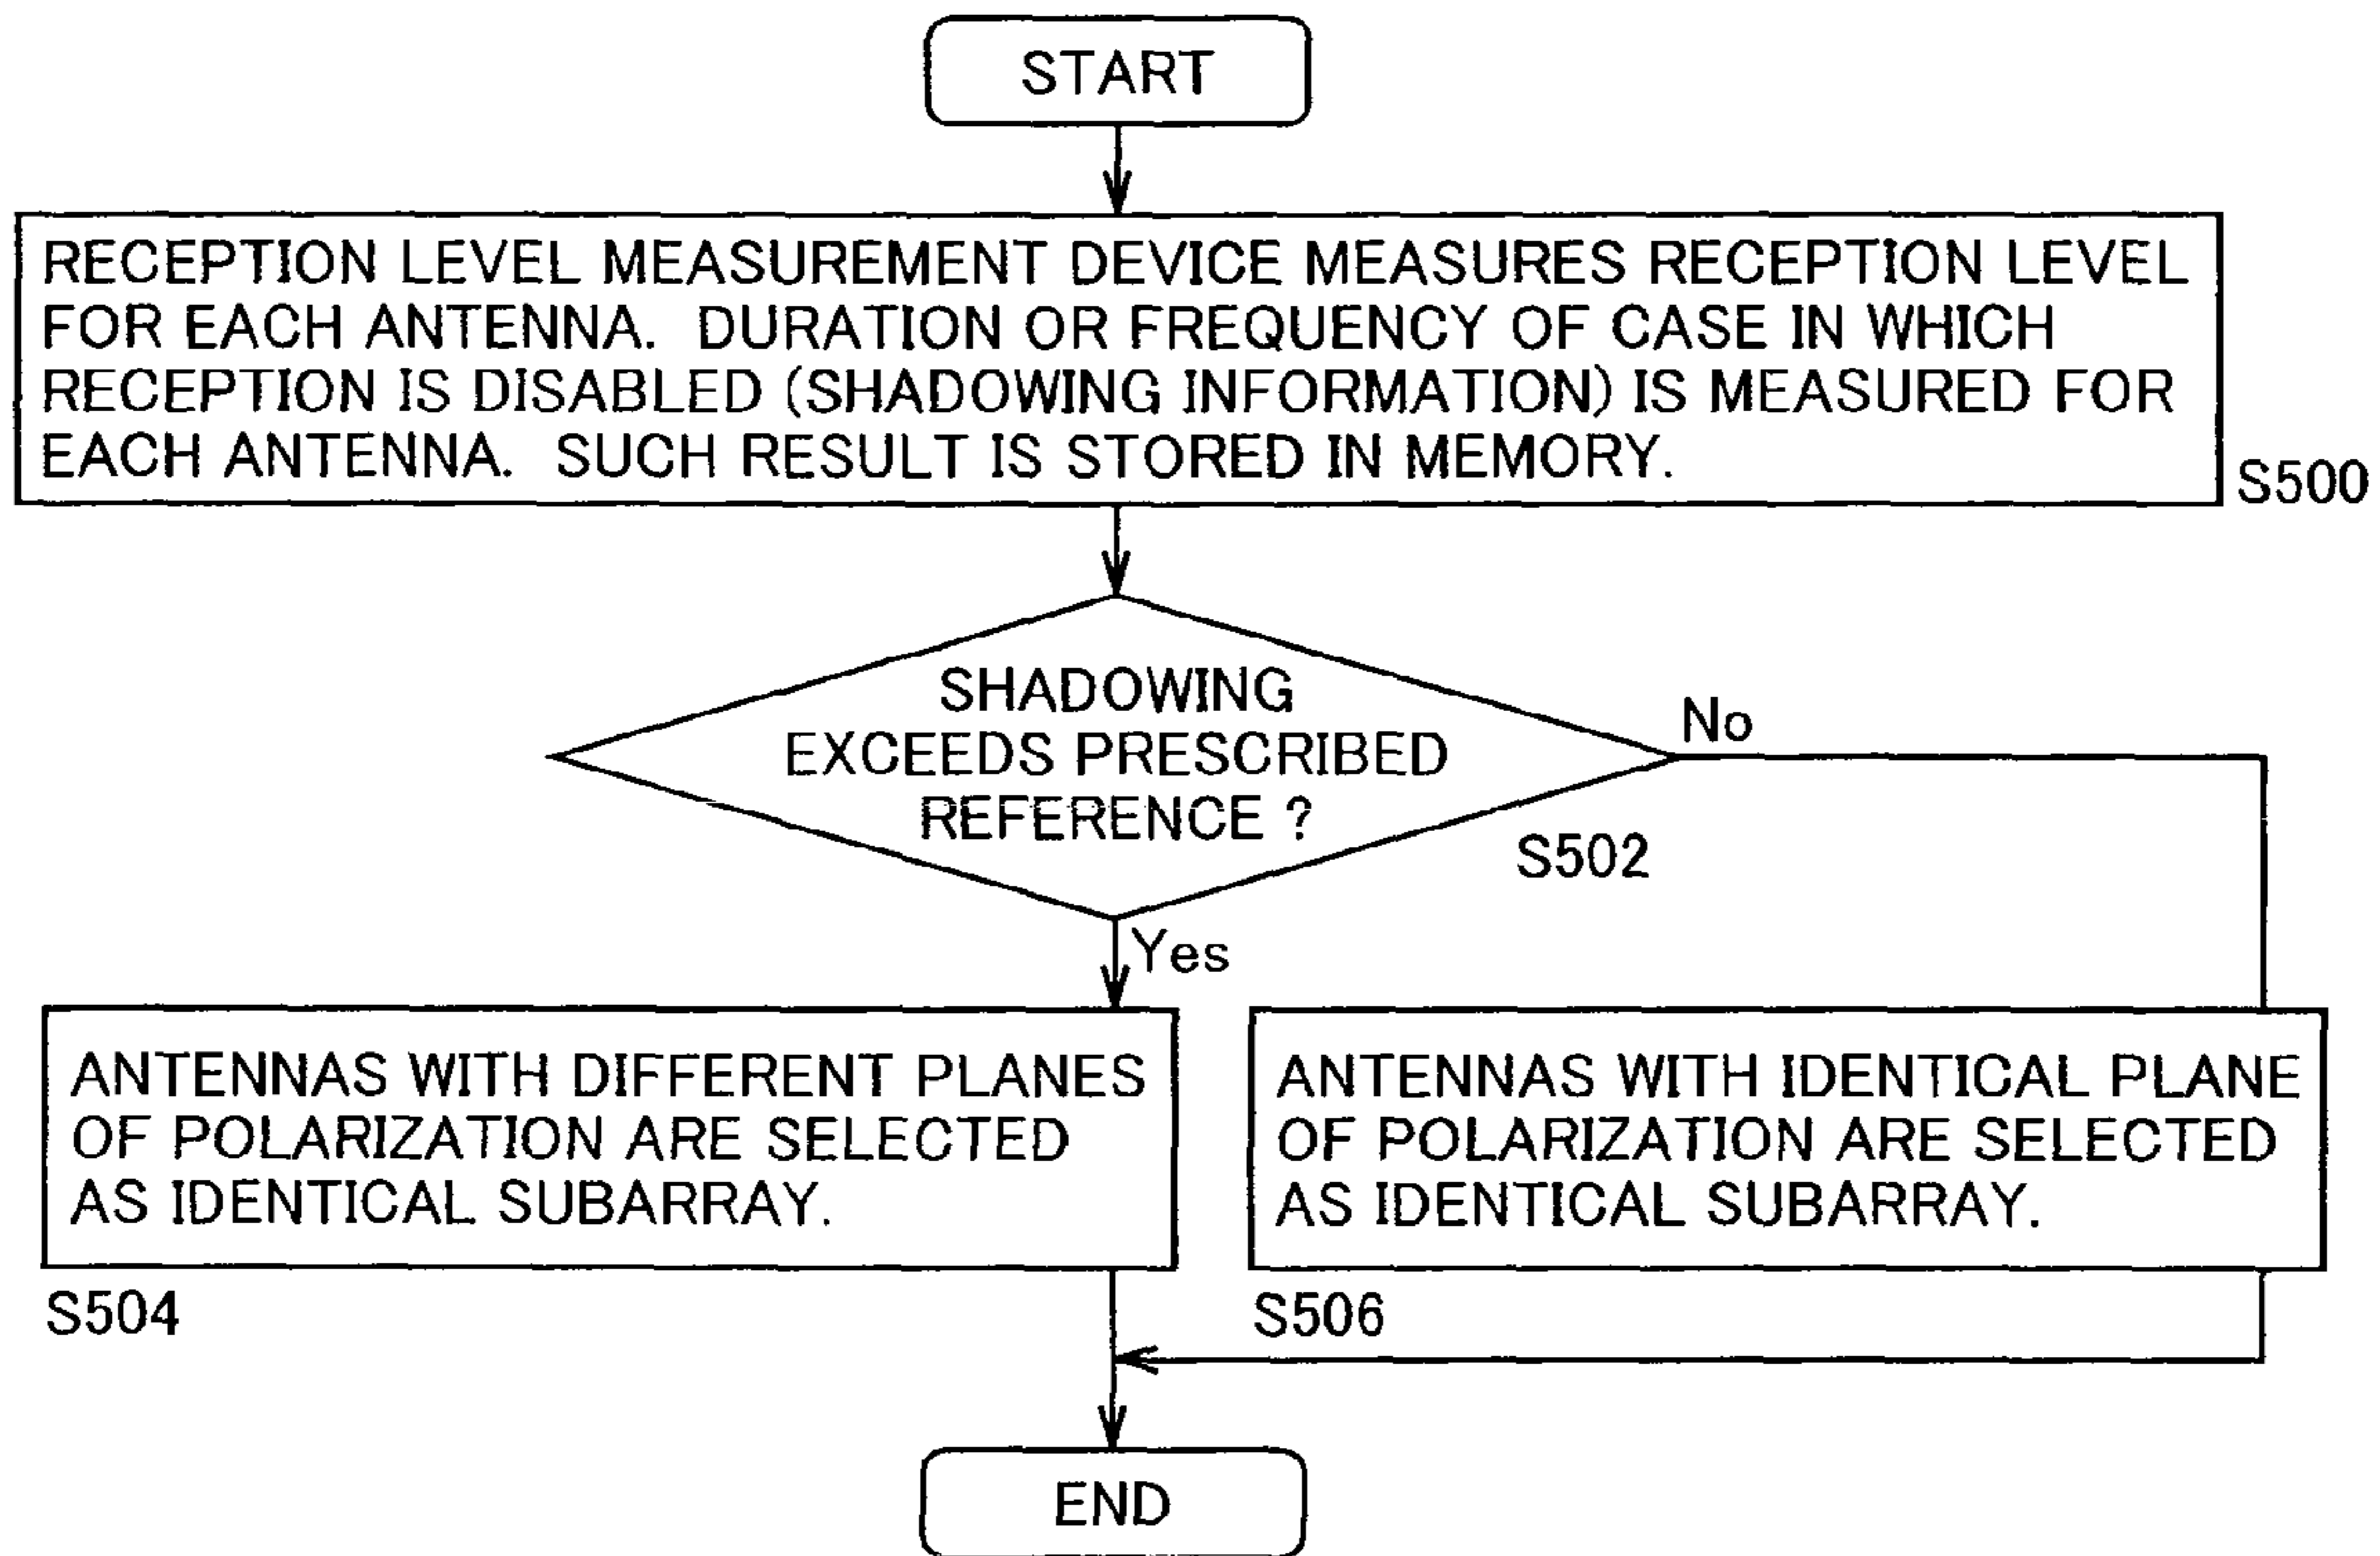 START
RECEPTION LEVEL MEASUREMENT DEVICE MEASURES RECEPTION LEVEL
FOR EACH ANTENNA. DURATION OR FREQUENCY OF CASE IN WHICH
RECEPTION IS DISABLED (SHADOWING INFORMATION) IS MEASURED FOR
EACH ANTENNA. SUCH RESULT IS STORED IN MEMORY.
S500
SHADOWING
EXCEEDS PRESCRIBED
REFERENCE ?
No
S502
Yes
ANTENNAS WITH DIFFERENT PLANES
OF POLARIZATION ARE SELECTED
AS IDENTICAL SUBARRAY.
S504
ANTENNAS WITH IDENTICAL PLANE
OF POLARIZATION ARE SELECTED
AS IDENTICAL SUBARRAY.
S506
END